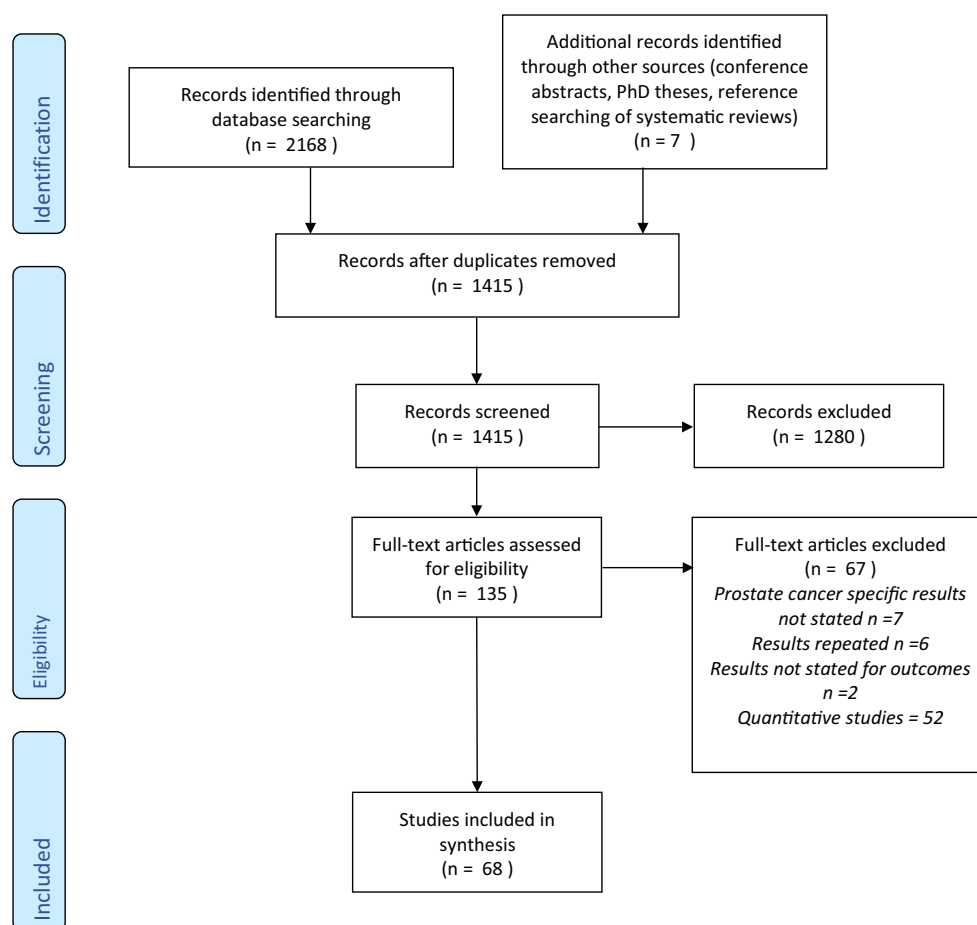 Identification
Records identified through
database searching
(n = 2168 )
Additional records identified
through other sources (conference
abstracts, PhD theses, reference
searching of systematic reviews)
(n = 7 )
Records after duplicates removed
(n = 1415 )
Screening
Records screened
(n = 1415 )
Records excluded
(n = 1280 )
Eligibility
Full-text articles assessed
for eligibility
(n = 135 )
Full-text articles excluded
(n = 67 )
Prostate cancer specific results
not stated n =7
Results repeated n =6
Results not stated for outcomes
n =2
Quantitative studies = 52
Included
Studies included in
synthesis
(n = 68 )